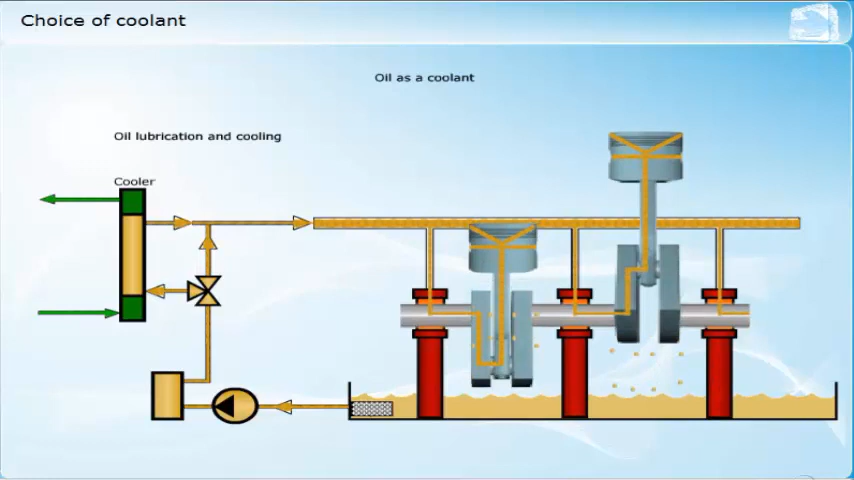 Choice of coolant
Oil as a coolant
Oil lubrication and cooling
Cooler